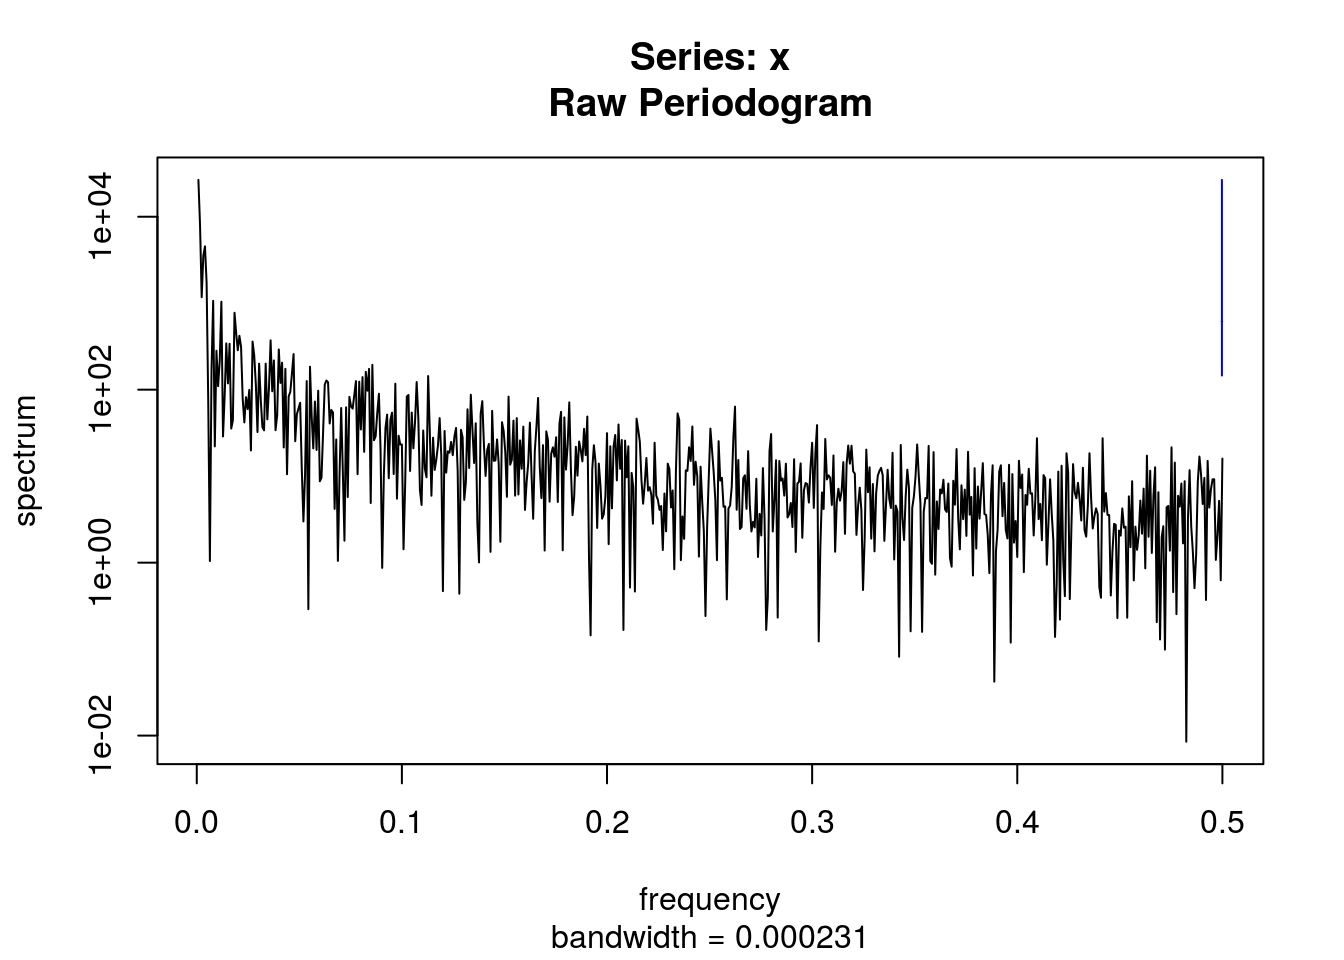 Series: x
Raw Periodogram
1e+04
1e+02
1e+00
1e-02
spectrum
0.0 0.1 0.2 0.3 0.4 0.5
frequency
bandwidth = 0.000231